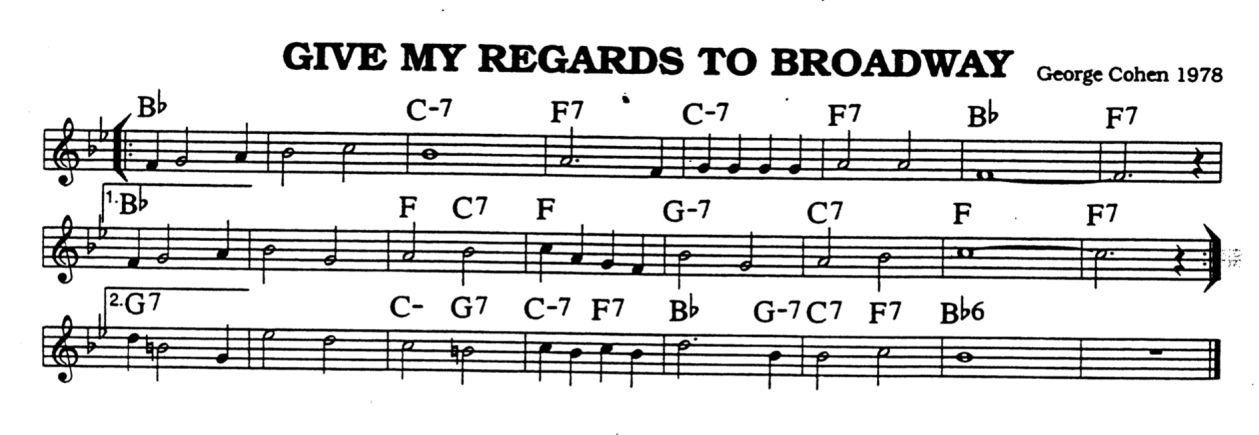 GIVE MY REGARDS TO BROADWAY
George Cohen 1978
B♭ C-7 F7 C-7 F7 B♭ F7
1. B♭ F C7 F G-7 C7 F F7
2. G7 C- G7 C-7 F7 B♭ G-7 C7 F7 B♭6